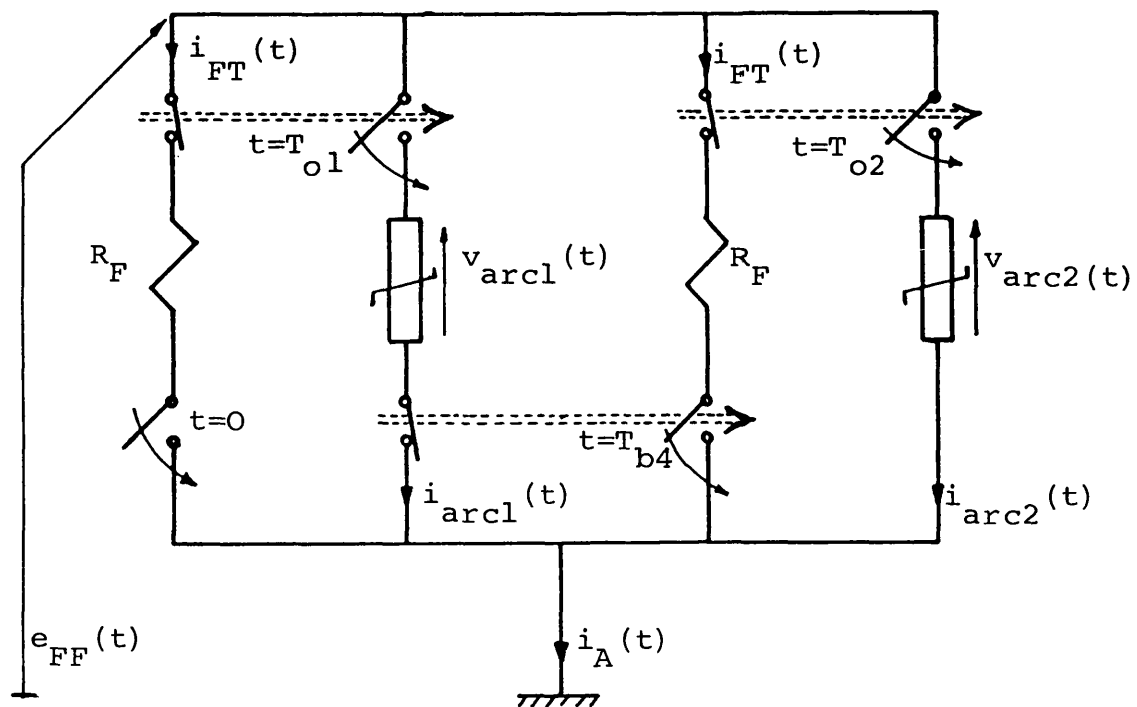 i_FT(t)
i_FT(t)
t=T_o1
t=T_o2
R_F
v_arc1(t)
R_F
v_arc2(t)
t=0
t=T_b4
i_arc1(t)
i_arc2(t)
e_FF(t)
i_A(t)